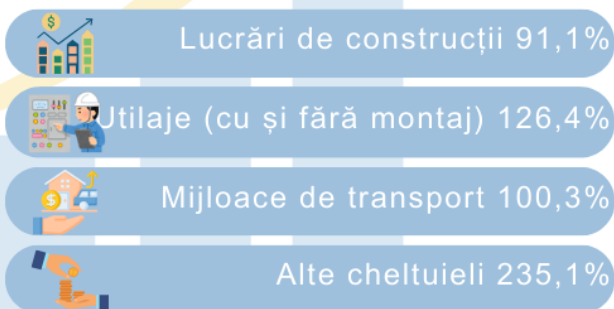 Lucrări de construcții 91,1%
Utilaje (cu și fără montaj) 126,4%
Mijloace de transport 100,3%
Alte cheltuieli 235,1%